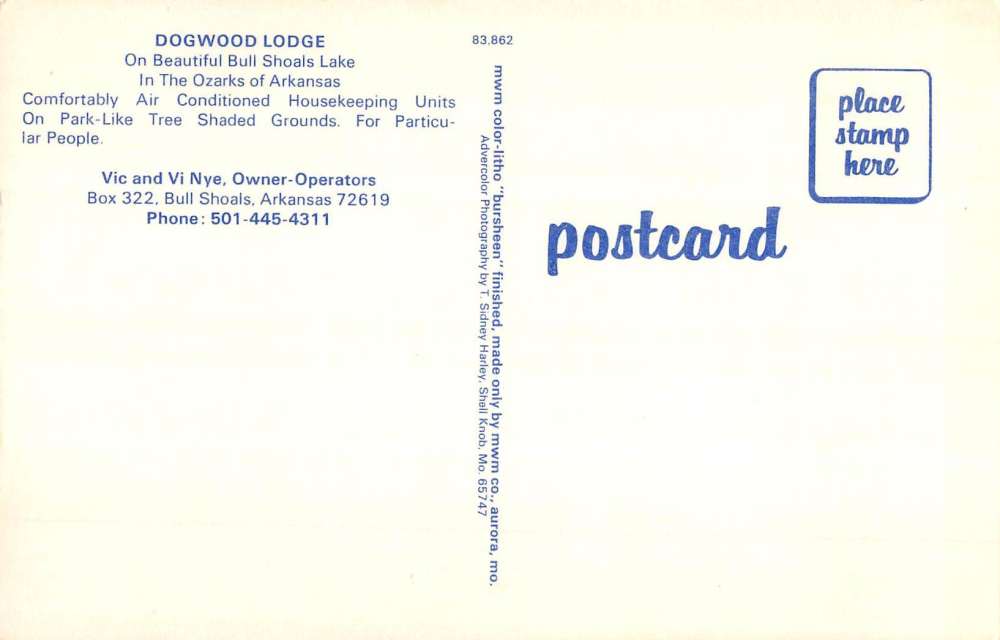 DOGWOOD LODGE
On Beautiful Bull Shoals Lake
In The Ozarks of Arkansas
Comfortably Air Conditioned Housekeeping Units
On Park-Like Tree Shaded Grounds. For Particu-
lar People.
Vic and Vi Nye, Owner-Operators
Box 322, Bull Shoals, Arkansas 72619
Phone: 501-445-4311
83,862
mwm color-litho "bursheen" finished, made only by mwm co., aurora, mo.
Advercolor Photography by T. Sidney Harley, Shell Knob, Mo. 65747
place
stamp
here
postcard